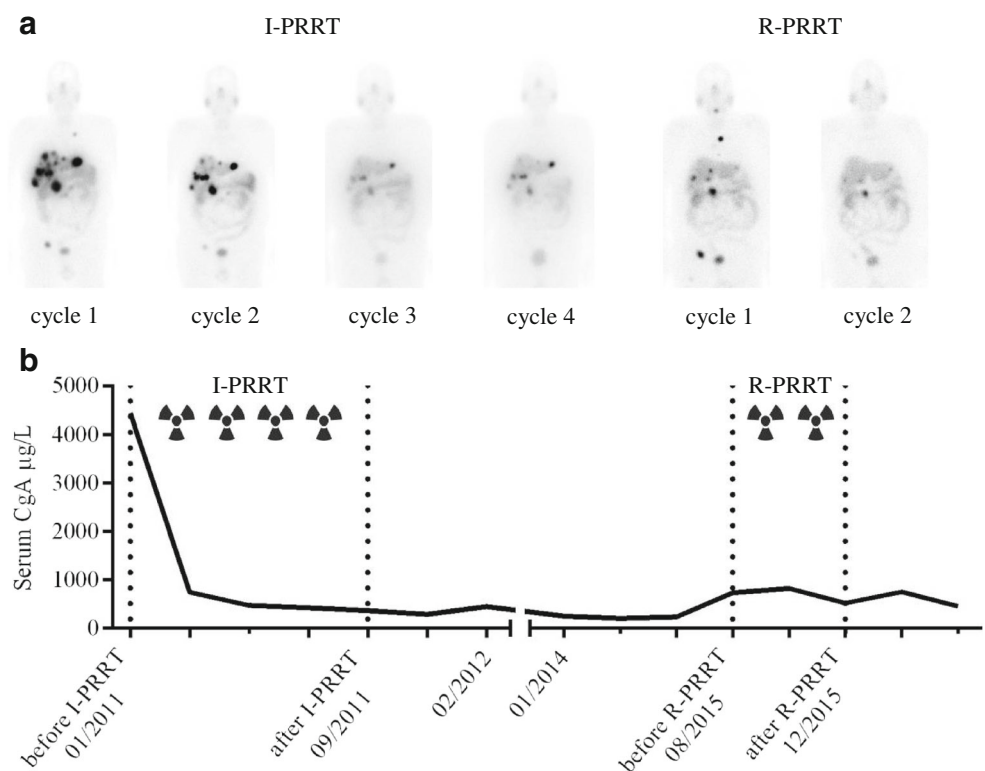 a
I-PRRT R-PRRT
cycle 1 cycle 2 cycle 3 cycle 4 cycle 1 cycle 2
b
I-PRRT R-PRRT
Serum CgA µg/L
5000
4000
3000
2000
1000
0
before I-PRRT
01/2011
after I-PRRT
09/2011
02/2012
01/2014
before R-PRRT
08/2015
after R-PRRT
12/2015